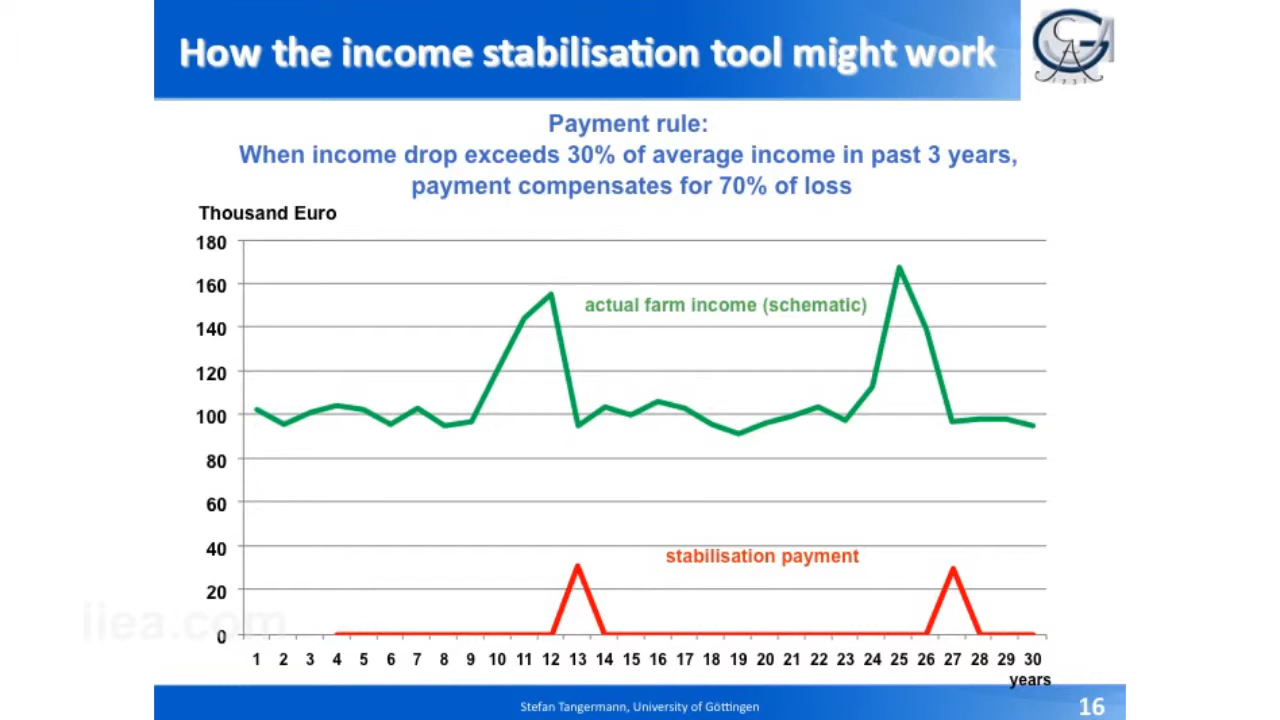 How the income stabilisation tool might work
Payment rule:
When income drop exceeds 30% of average income in past 3 years,
payment compensates for 70% of loss
Thousand Euro
180
160
actual farm income (schematic)
140
120
100
80
60
40
stabilisation payment
20
iiea.com
0
1 2 3 4 5 6 7 8 9 10 11 12 13 14 15 16 17 18 19 20 21 22 23 24 25 26 27 28 29 30
years
Stefan Tangermann, University of Göttingen
16